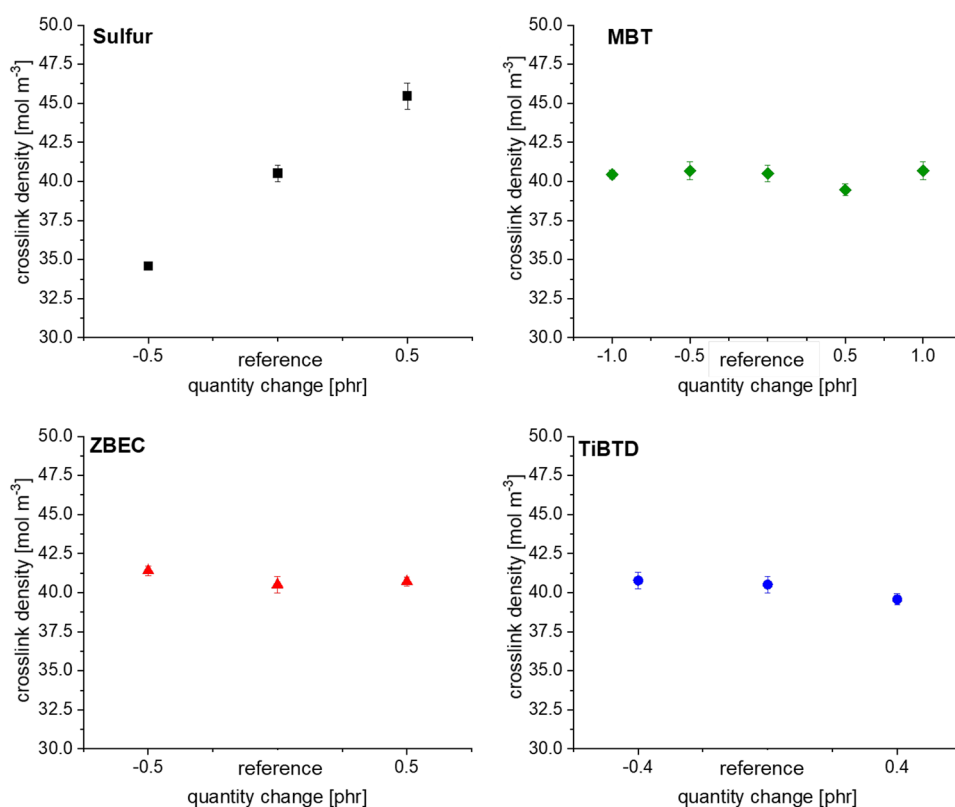 Sulfur
crosslink density [mol m⁻³]
50.0
47.5
45.0
42.5
40.0
37.5
35.0
32.5
30.0
-0.5 reference 0.5
quantity change [phr]
MBT
crosslink density [mol m⁻³]
50.0
47.5
45.0
42.5
40.0
37.5
35.0
32.5
30.0
-1.0 -0.5 reference 0.5 1.0
quantity change [phr]
ZBEC
crosslink density [mol m⁻³]
50.0
47.5
45.0
42.5
40.0
37.5
35.0
32.5
30.0
-0.5 reference 0.5
quantity change [phr]
TiBTD
crosslink density [mol m⁻³]
50.0
47.5
45.0
42.5
40.0
37.5
35.0
32.5
30.0
-0.4 reference 0.4
quantity change [phr]